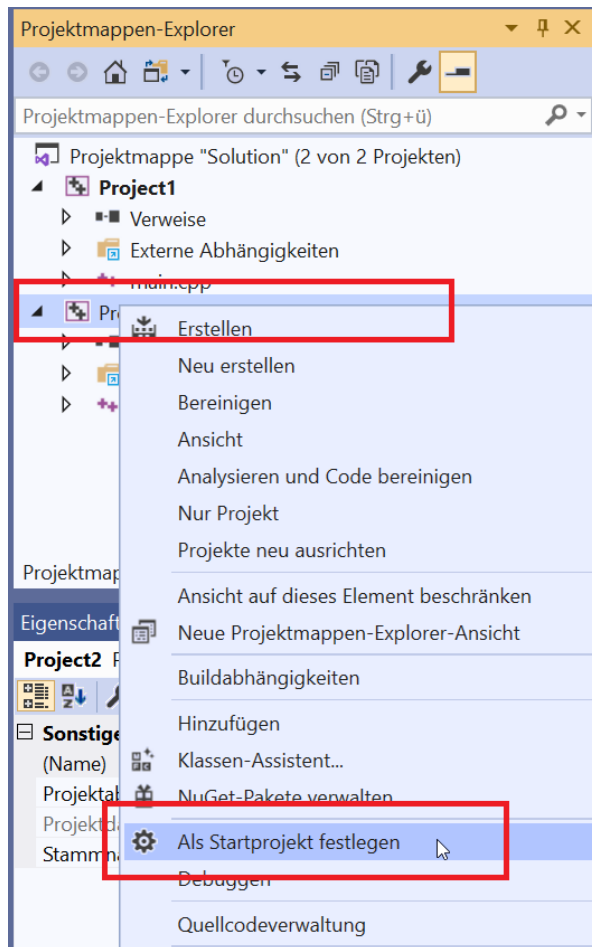 Projektmappen-Explorer
Projektmappen-Explorer durchsuchen (Strg+ü)
Projektmappe "Solution" (2 von 2 Projekten)
Project1
Verweise
Externe Abhängigkeiten
main.cpp
Erstellen
Neu erstellen
Bereinigen
Ansicht
Analysieren und Code bereinigen
Nur Projekt
Projekte neu ausrichten
Ansicht auf dieses Element beschränken
Neue Projektmappen-Explorer-Ansicht
Project2
Buildabhängigkeiten
Hinzufügen
(Name)
Klassen-Assistent...
NuGet-Pakete verwalten
Als Startprojekt festlegen
Debuggen
Quellcodeverwaltung